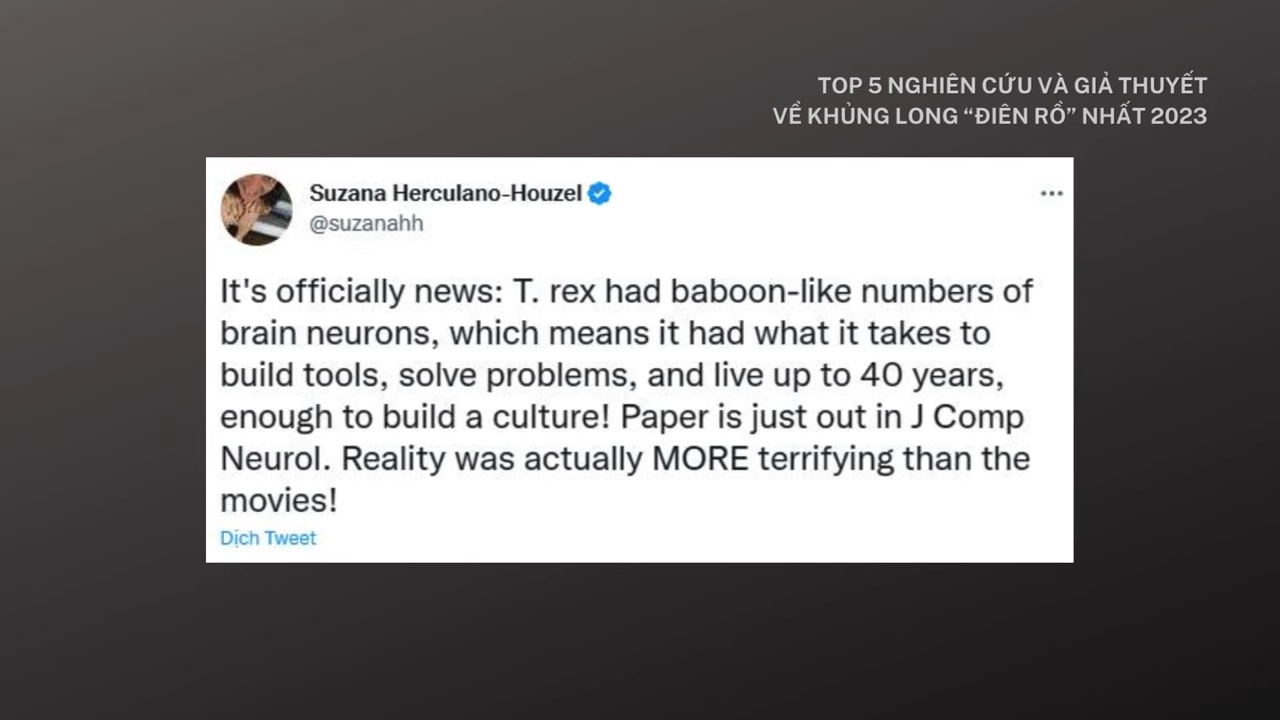 TOP 5 NGHIÊN CỨU VÀ GIẢ THUYẾT
VỀ KHỦNG LONG “ĐIÊN RỒ” NHẤT 2023
Suzana Herculano-Houzel
@suzanahh
It's officially news: T. rex had baboon-like numbers of
brain neurons, which means it had what it takes to
build tools, solve problems, and live up to 40 years,
enough to build a culture! Paper is just out in J Comp
Neurol. Reality was actually MORE terrifying than the
movies!
Dịch Tweet